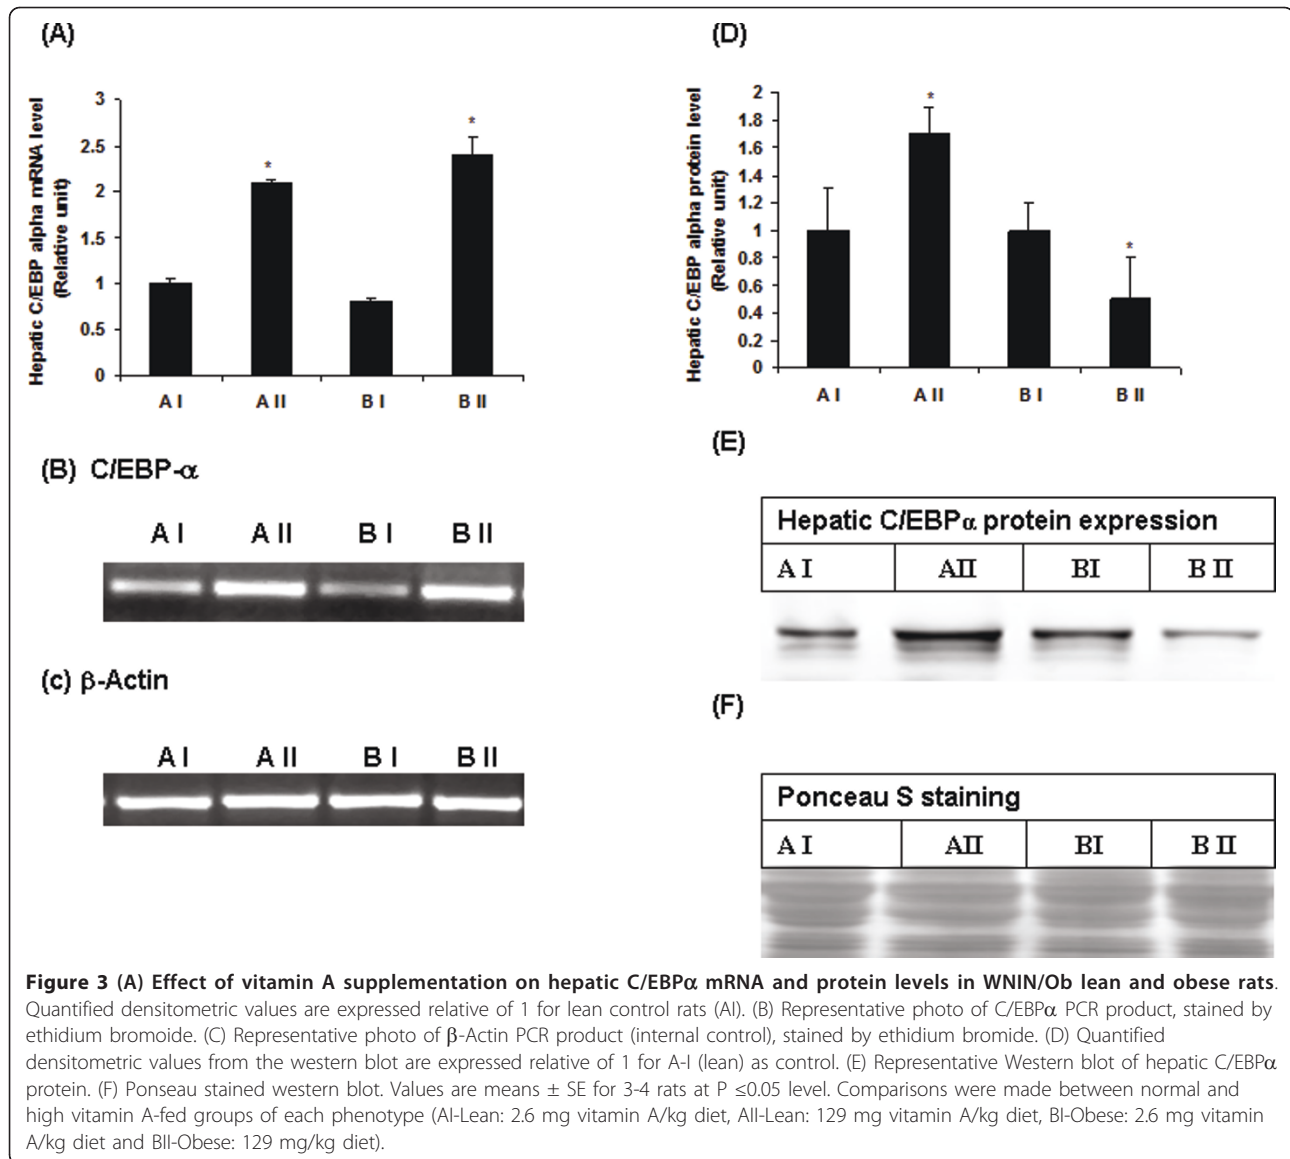 (A)
Hepatic C/EBP alpha mRNA level
(Relative unit)
3
2.5
2
1.5
1
0.5
0
*
*
A I A II B I B II
(B) C/EBP-α
A I A II B I B II
(c) β-Actin
A I A II B I B II
(D)
Hepatic C/EBP alpha protein level
(Relative unit)
2
1.8
1.6
1.4
1.2
1
0.8
0.6
0.4
0.2
0
*
*
A I A II B I B II
(E)
Hepatic C/EBPα protein expression
A I AII BI B II
(F)
Ponceau S staining
A I AII BI B II
Figure 3 (A) Effect of vitamin A supplementation on hepatic C/EBPα mRNA and protein levels in WNIN/Ob lean and obese rats.
Quantified densitometric values are expressed relative of 1 for lean control rats (AI). (B) Representative photo of C/EBPα PCR product, stained by
ethidium bromoide. (C) Representative photo of β-Actin PCR product (internal control), stained by ethidium bromide. (D) Quantified
densitometric values from the western blot are expressed relative of 1 for A-I (lean) as control. (E) Representative Western blot of hepatic C/EBPα
protein. (F) Ponseau stained western blot. Values are means ± SE for 3-4 rats at P ≤0.05 level. Comparisons were made between normal and
high vitamin A-fed groups of each phenotype (AI-Lean: 2.6 mg vitamin A/kg diet, AII-Lean: 129 mg vitamin A/kg diet, BI-Obese: 2.6 mg vitamin
A/kg diet and BII-Obese: 129 mg/kg diet).